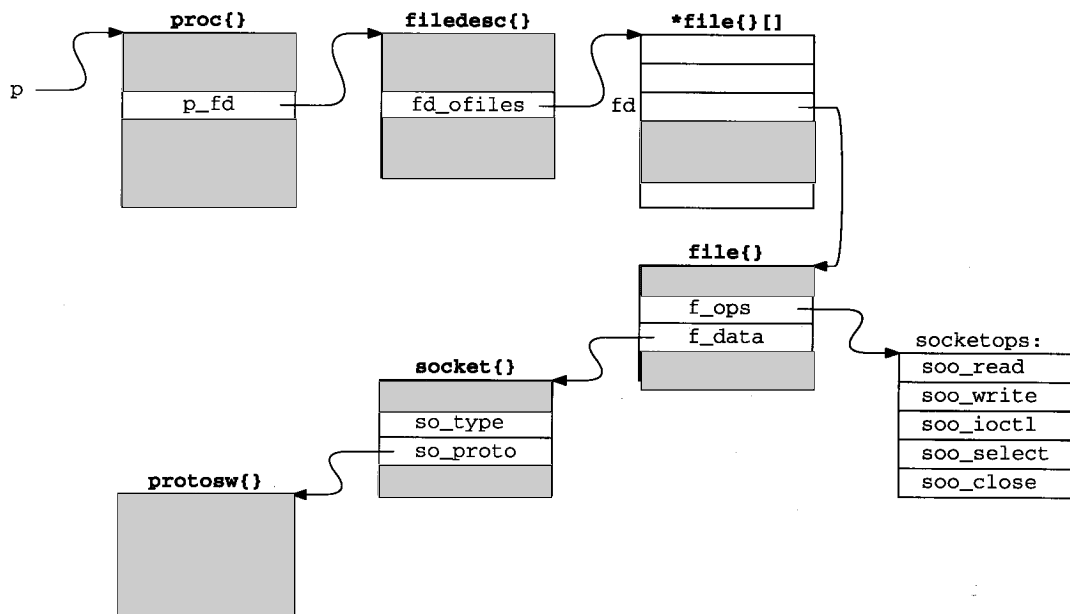 proc{}
filedesc{}
*file{}[]
p
p_fd
fd_ofiles
fd
file{}
f_ops
f_data
socketops:
soo_read
soo_write
soo_ioctl
soo_select
soo_close
socket{}
so_type
so_proto
protosw{}